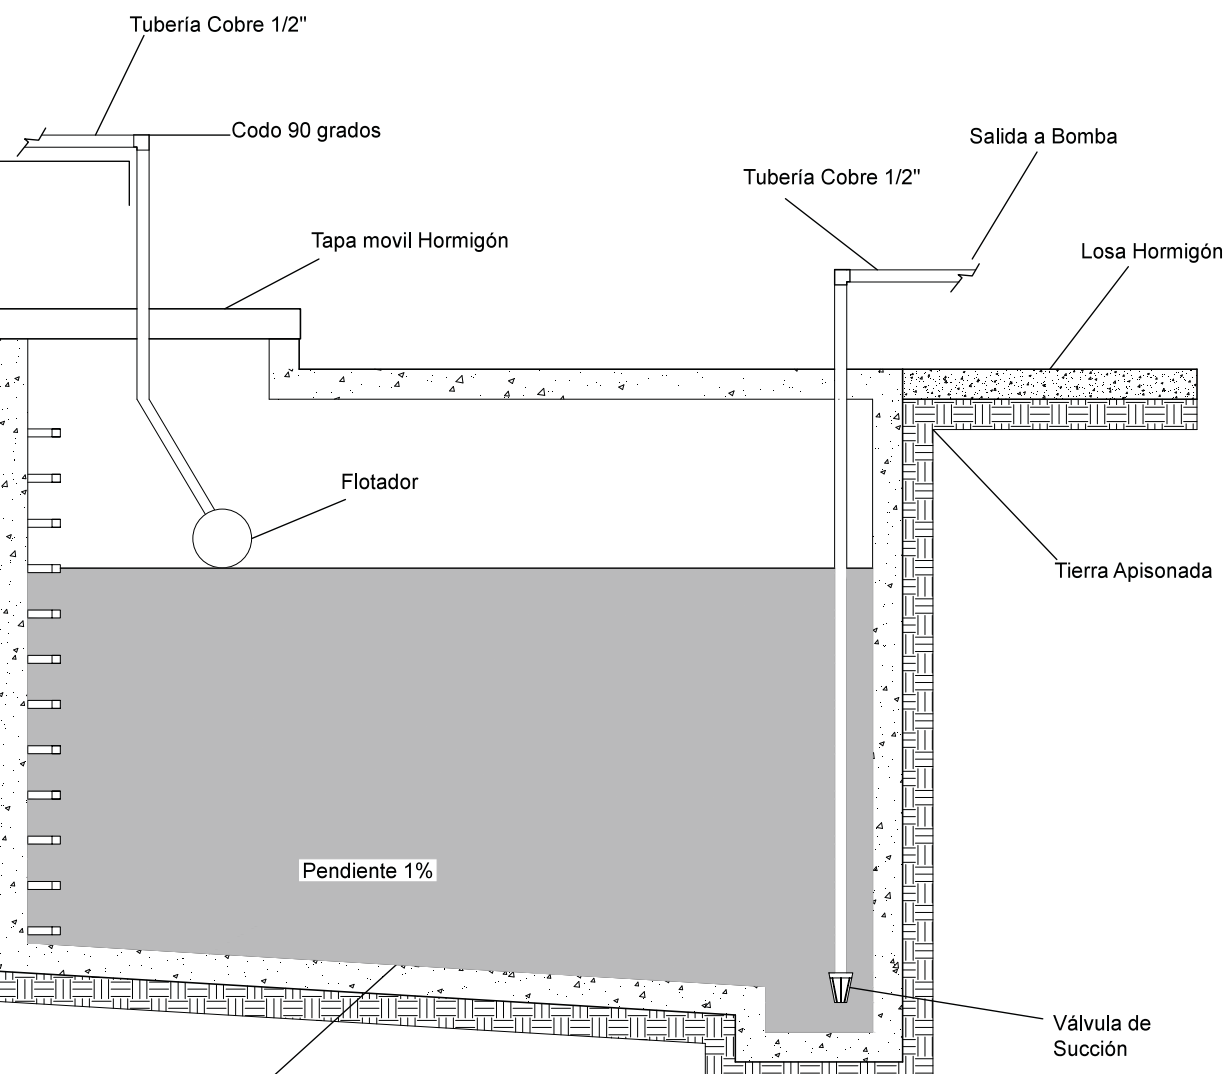 Tubería Cobre 1/2"
Codo 90 grados
Salida a Bomba
Tubería Cobre 1/2"
Tapa movil Hormigón
Losa Hormigón
Flotador
Tierra Apisonada
Pendiente 1%
Válvula de
Succión